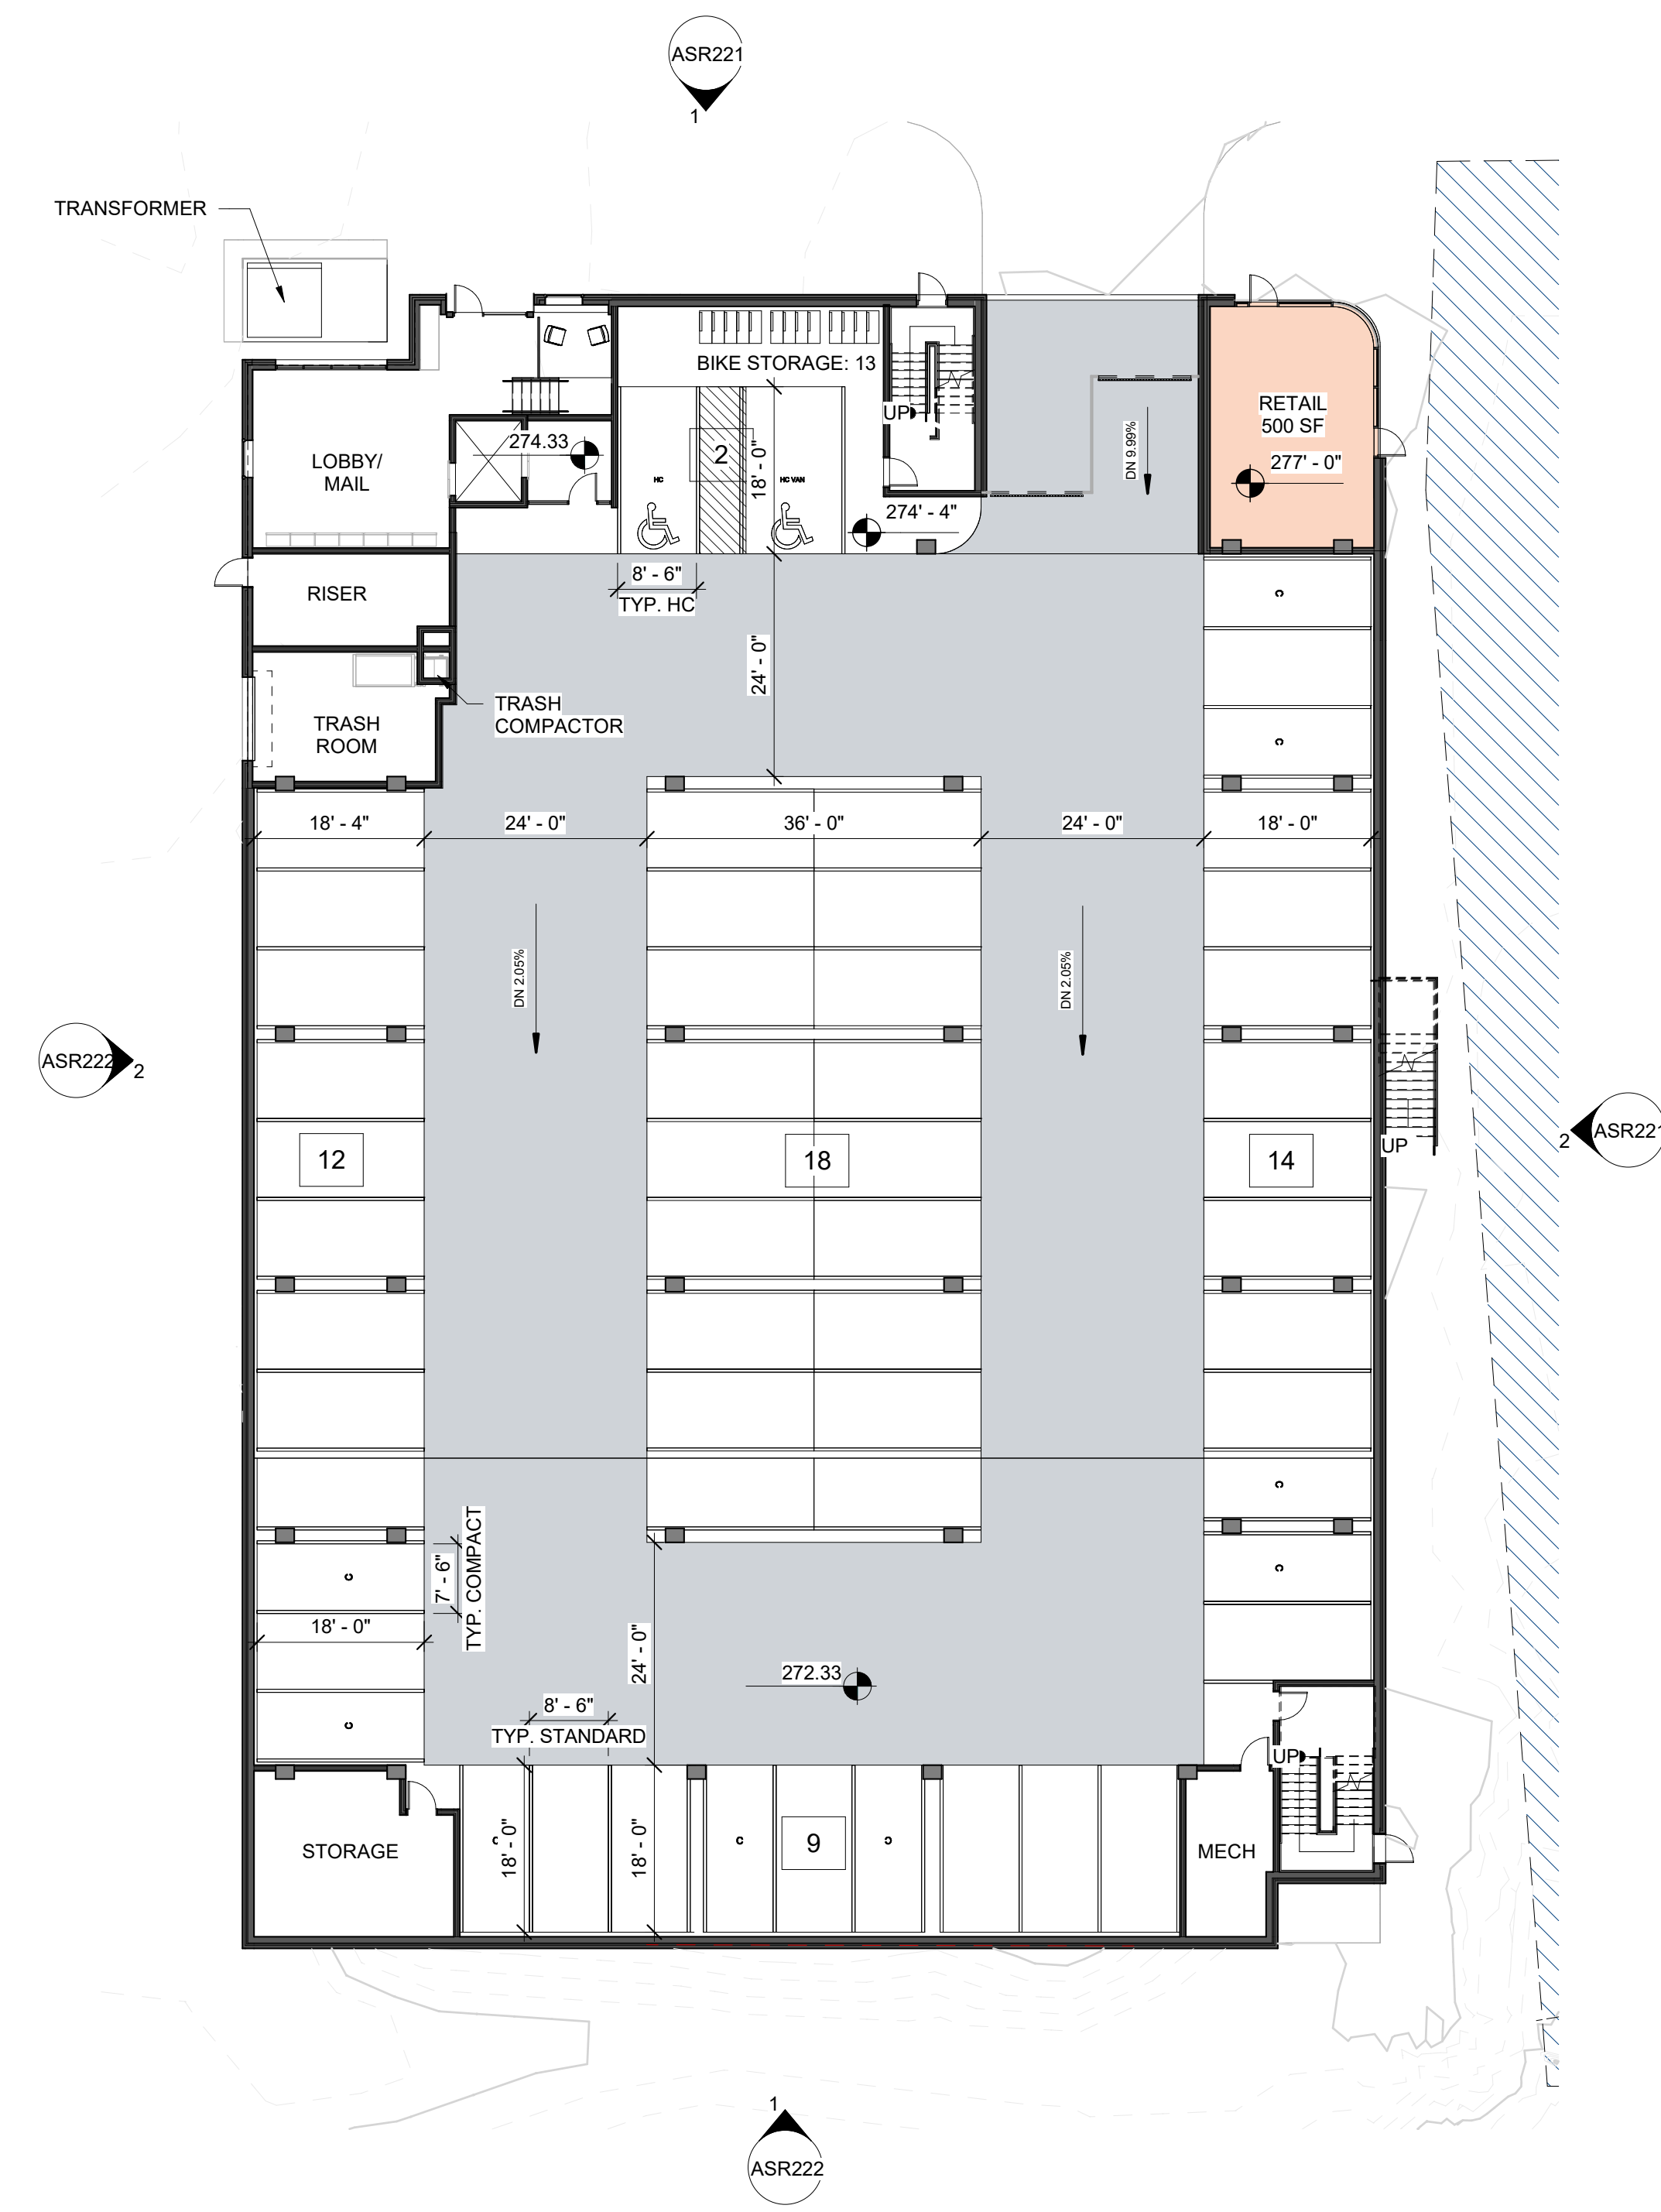 ASR221
1
TRANSFORMER
BIKE STORAGE: 13
UP
DN 9.99%
RETAIL
500 SF
277' - 0"
274.33
LOBBY/
MAIL
2
18' - 0"
HC
HC VAN
274' - 4"
8' - 6"
TYP. HC
RISER
C
24' - 0"
TRASH
COMPACTOR
TRASH
ROOM
C
18' - 4"
24' - 0"
36' - 0"
24' - 0"
18' - 0"
DN 2.05%
DN 2.05%
ASR222
2
UP
2
ASR221
12
18
14
C
7' - 6"
TYP. COMPACT
C
C
18' - 0"
24' - 0"
272.33
8' - 6"
TYP. STANDARD
C
UP
STORAGE
C
18' - 0"
18' - 0"
C
9
C
MECH
1
ASR222